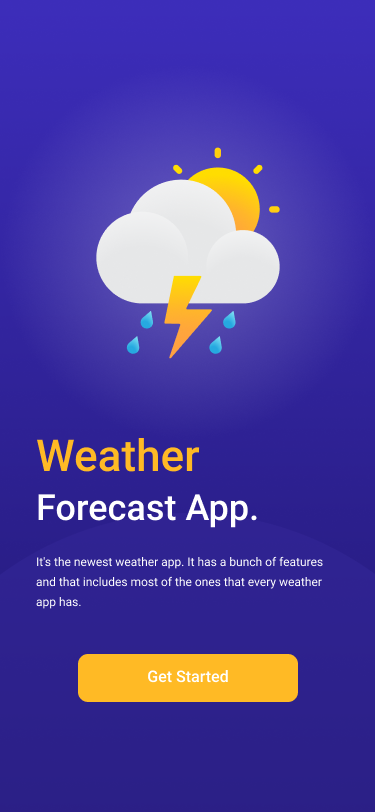 Weather
Forecast App.
It's the newest weather app. It has a bunch of features
and that includes most of the ones that every weather
app has.
Get Started